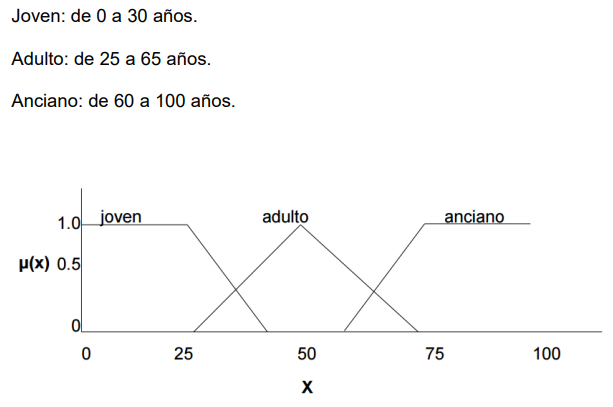 Joven: de 0 a 30 años.
Adulto: de 25 a 65 años.
Anciano: de 60 a 100 años.
joven adulto anciano
1.0
μ(x) 0.5
0
0 25 50 75 100
X